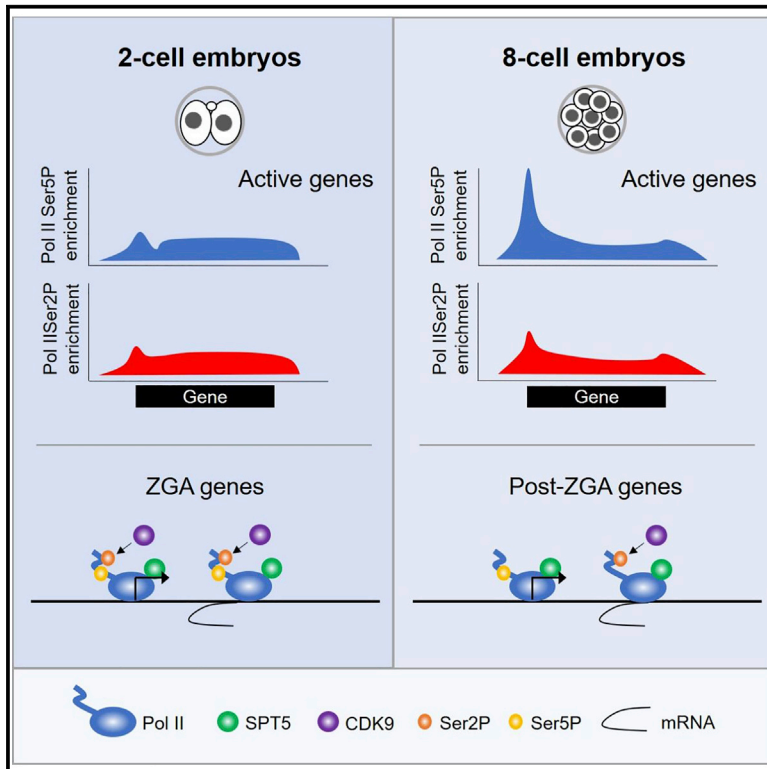 2-cell embryos
Active genes
Pol II Ser5P
enrichment
Pol IISer2P
enrichment
Gene
ZGA genes
8-cell embryos
Active genes
Pol II Ser5P
enrichment
Pol IISer2P
enrichment
Gene
Post-ZGA genes
Pol II
SPT5
CDK9
Ser2P
Ser5P
mRNA